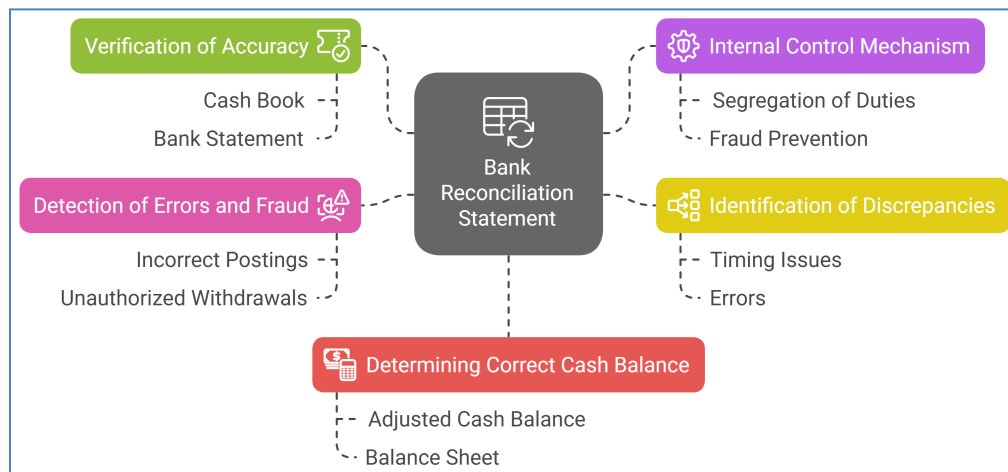 Verification of Accuracy
Cash Book
Bank Statement
Detection of Errors and Fraud
Incorrect Postings
Unauthorized Withdrawals
Bank
Reconciliation
Statement
Internal Control Mechanism
Segregation of Duties
Fraud Prevention
Identification of Discrepancies
Timing Issues
Errors
Determining Correct Cash Balance
Adjusted Cash Balance
Balance Sheet